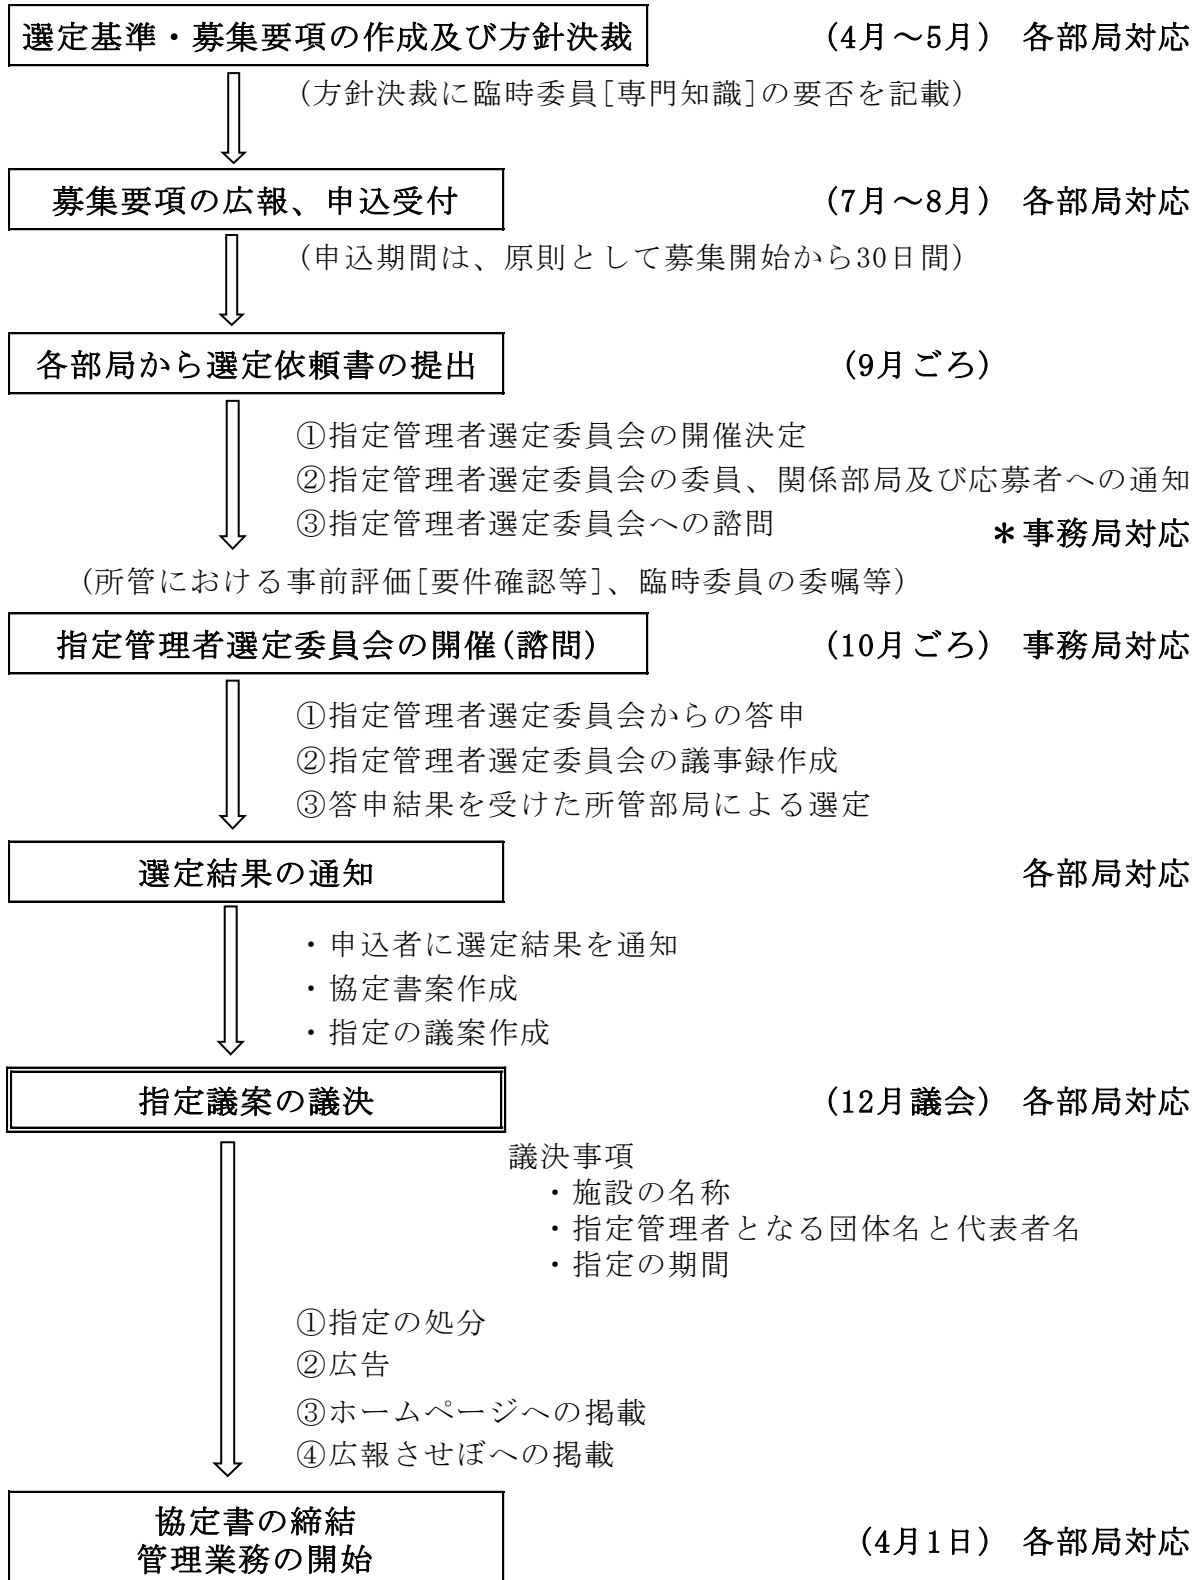 選定基準・募集要項の作成及び方針決裁 (4月～5月) 各部局対応
(方針決裁に臨時委員[専門知識]の要否を記載)
募集要項の広報、申込受付 (7月～8月) 各部局対応
(申込期間は、原則として募集開始から30日間)
各部局から選定依頼書の提出 (9月ごろ)
①指定管理者選定委員会の開催決定
②指定管理者選定委員会の委員、関係部局及び応募者への通知
③指定管理者選定委員会への諮問
＊事務局対応
(所管における事前評価[要件確認等]、臨時委員の委嘱等)
指定管理者選定委員会の開催(諮問) (10月ごろ) 事務局対応
①指定管理者選定委員会からの答申
②指定管理者選定委員会の議事録作成
③答申結果を受けた所管部局による選定
選定結果の通知 各部局対応
・申込者に選定結果を通知
・協定書案作成
・指定の議案作成
指定議案の議決 (12月議会) 各部局対応
議決事項
・施設の名称
・指定管理者となる団体名と代表者名
・指定の期間
①指定の処分
②広告
③ホームページへの掲載
④広報させぼへの掲載
協定書の締結
管理業務の開始 (4月1日) 各部局対応